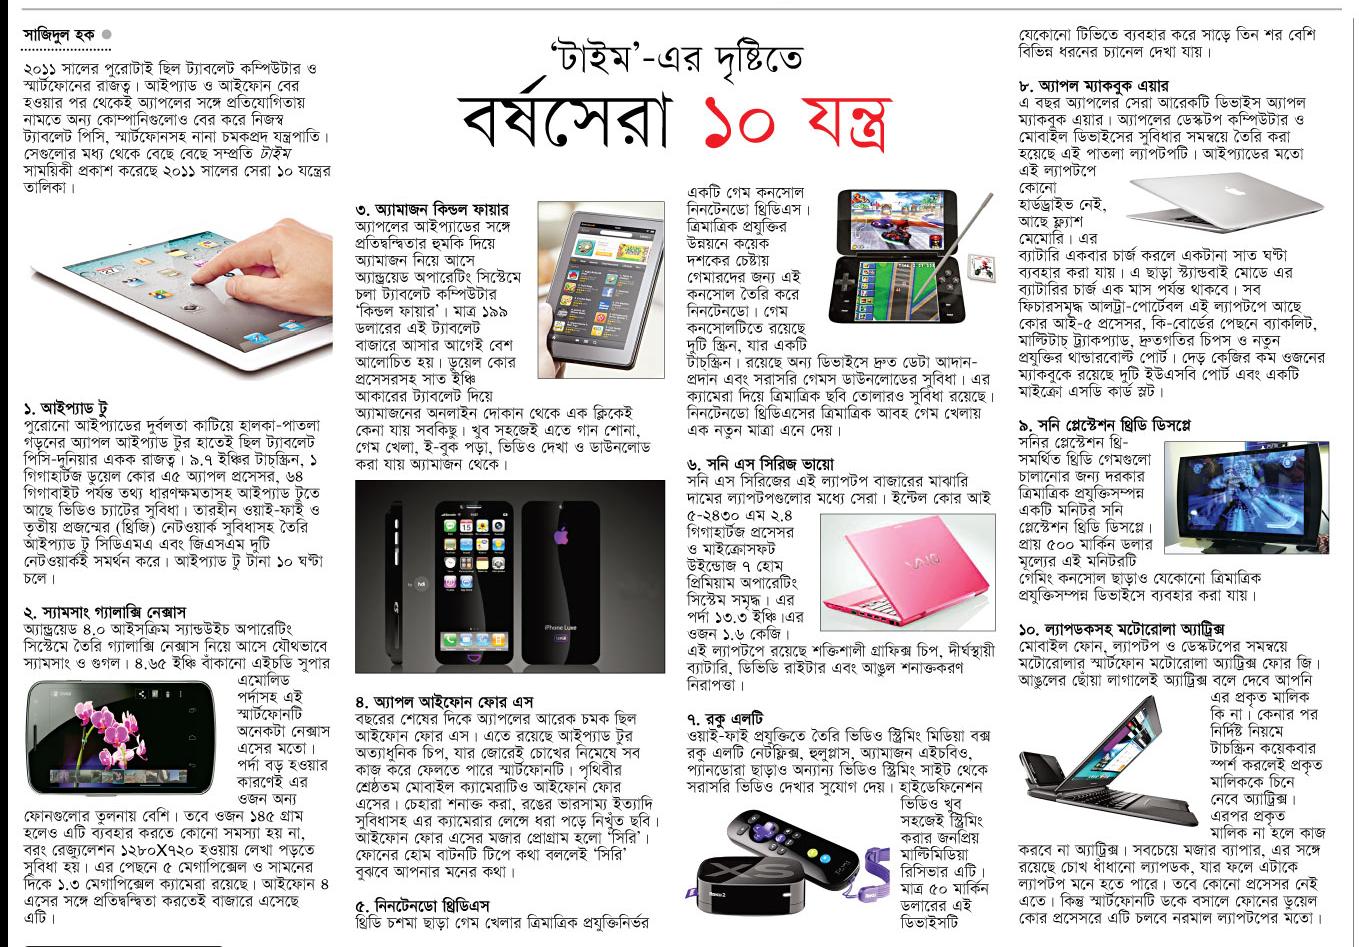 সাজিদুল হক
২০১১ সালের পুরোটাই ছিল ট্যাবলেট কম্পিউটার ও
স্মার্টফোনের রাজত্ব। আইপ্যাড ও আইফোন বের
হওয়ার পর থেকেই অ্যাপলের সঙ্গে প্রতিযোগিতায়
নামতে অন্য কোম্পানিগুলোও বের করে নিজস্ব
ট্যাবলেট পিসি, স্মার্টফোনসহ নানা চমকপ্রদ যন্ত্রপাতি।
সেগুলোর মধ্য থেকে বেছে বেছে সম্প্রতি টাইম
সাময়িকী প্রকাশ করেছে ২০১১ সালের সেরা ১০ যন্ত্রের
তালিকা।
‘টাইম’-এর দৃষ্টিতে
বর্ষসেরা ১০ যন্ত্র
১. আইপ্যাড টু
পুরোনো আইপ্যাডের দুর্বলতা কাটিয়ে হালকা-পাতলা
গড়নের অ্যাপল আইপ্যাড টুর হাতেই ছিল ট্যাবলেট
পিসি-দুনিয়ার একক রাজত্ব। ৯.৭ ইঞ্চির টাচস্ক্রিন, ১
গিগাহার্টজ ডুয়েল কোর এ৫ অ্যাপল প্রসেসর, ৬৪
গিগাবাইট পর্যন্ত তথ্য ধারণক্ষমতাসহ আইপ্যাড টুতে
আছে ভিডিও চ্যাটের সুবিধা। তারহীন ওয়াই-ফাই ও
তৃতীয় প্রজন্মের (থ্রিজি) নেটওয়ার্ক সুবিধাসহ তৈরি
আইপ্যাড টু সিডিএমএ এবং জিএসএম দুটি
নেটওয়ার্কই সমর্থন করে। আইপ্যাড টু টানা ১০ ঘণ্টা
চলে।
২. স্যামসাং গ্যালাক্সি নেক্সাস
অ্যান্ড্রয়েড ৪.০ আইসক্রিম স্যান্ডউইচ অপারেটিং
সিস্টেমে তৈরি গ্যালাক্সি নেক্সাস নিয়ে আসে যৌথভাবে
স্যামসাং ও গুগল। ৪.৬৫ ইঞ্চি বাঁকানো এইচডি সুপার
এমোলিড
পর্দাসহ এই
স্মার্টফোনটি
অনেকটা নেক্সাস
এসের মতো।
পর্দা বড় হওয়ার
কারণেই এর
ওজন অন্য
ফোনগুলোর তুলনায় বেশি। তবে ওজন ১৪৫ গ্রাম
হলেও এটি ব্যবহার করতে কোনো সমস্যা হয় না,
বরং রেজ্যুলেশন ১২৮০X৭২০ হওয়ায় লেখা পড়তে
সুবিধা হয়। এর পেছনে ৫ মেগাপিক্সেল ও সামনের
দিকে ১.৩ মেগাপিক্সেল ক্যামেরা রয়েছে। আইফোন ৪
এসের সঙ্গে প্রতিদ্বন্দ্বিতা করতেই বাজারে এসেছে
এটি।
৩. অ্যামাজন কিন্ডল ফায়ার
অ্যাপলের আইপ্যাডের সঙ্গে
প্রতিদ্বন্দ্বিতার হুমকি দিয়ে
অ্যামাজন নিয়ে আসে
অ্যান্ড্রয়েড অপারেটিং সিস্টেমে
চলা ট্যাবলেট কম্পিউটার
‘কিন্ডল ফায়ার’। মাত্র ১৯৯
ডলারের এই ট্যাবলেট
বাজারে আসার আগেই বেশ
আলোচিত হয়। ডুয়েল কোর
প্রসেসরসহ সাত ইঞ্চি
আকারের ট্যাবলেট দিয়ে
অ্যামাজনের অনলাইন দোকান থেকে এক ক্লিকেই
কেনা যায় সবকিছু। খুব সহজেই এতে গান শোনা,
গেম খেলা, ই-বুক পড়া, ভিডিও দেখা ও ডাউনলোড
করা যায় অ্যামাজন থেকে।
by hdi
iPhone Luxe
৪. অ্যাপল আইফোন ফোর এস
বছরের শেষের দিকে অ্যাপলের আরেক চমক ছিল
আইফোন ফোর এস। এতে রয়েছে আইপ্যাড টুর
অত্যাধুনিক চিপ, যার জোরেই চোখের নিমেষে সব
কাজ করে ফেলতে পারে স্মার্টফোনটি। পৃথিবীর
শ্রেষ্ঠতম মোবাইল ক্যামেরাটিও আইফোন ফোর
এসের। চেহারা শনাক্ত করা, রঙের ভারসাম্য ইত্যাদি
সুবিধাসহ এর ক্যামেরার লেন্সে ধরা পড়ে নিখুঁত ছবি।
আইফোন ফোর এসের মজার প্রোগ্রাম হলো ‘সিরি’।
ফোনের হোম বাটনটি টিপে কথা বললেই ‘সিরি’
বুঝবে আপনার মনের কথা।
৫. নিনটেনডো থ্রিডিএস
থ্রিডি চশমা ছাড়া গেম খেলার ত্রিমাত্রিক প্রযুক্তিনির্ভর
একটি গেম কনসোল
নিনটেনডো থ্রিডিএস।
ত্রিমাত্রিক প্রযুক্তির
উন্নয়নে কয়েক
দশকের চেষ্টায়
গেমারদের জন্য এই
কনসোল তৈরি করে
নিনটেনডো। গেম
কনসোলটিতে রয়েছে
দুটি স্ক্রিন, যার একটি
টাচস্ক্রিন। রয়েছে অন্য ডিভাইসে দ্রুত ডেটা আদান-
প্রদান এবং সরাসরি গেমস ডাউনলোডের সুবিধা। এর
ক্যামেরা দিয়ে ত্রিমাত্রিক ছবি তোলারও সুবিধা রয়েছে।
নিনটেনডো থ্রিডিএসের ত্রিমাত্রিক আবহ গেম খেলায়
এক নতুন মাত্রা এনে দেয়।
৬. সনি এস সিরিজ ভায়ো
সনি এস সিরিজের এই ল্যাপটপ বাজারের মাঝারি
দামের ল্যাপটপগুলোর মধ্যে সেরা। ইন্টেল কোর আই
৫-২৪৩০ এম ২.৪
গিগাহার্টজ প্রসেসর
ও মাইক্রোসফট
উইন্ডোজ ৭ হোম
প্রিমিয়াম অপারেটিং
সিস্টেম সমৃদ্ধ। এর
পর্দা ১৩.৩ ইঞ্চি।এর
ওজন ১.৬ কেজি।
এই ল্যাপটপে রয়েছে শক্তিশালী গ্রাফিক্স চিপ, দীর্ঘস্থায়ী
ব্যাটারি, ডিভিডি রাইটার এবং আঙুল শনাক্তকরণ
নিরাপত্তা।
VAIO
৭. রকু এলটি
ওয়াই-ফাই প্রযুক্তিতে তৈরি ভিডিও স্ট্রিমিং মিডিয়া বক্স
রকু এলটি নেটফ্লিক্স, হুলুপ্লাস, অ্যামাজন এইচবিও,
প্যানডোরা ছাড়াও অন্যান্য ভিডিও স্ট্রিমিং সাইট থেকে
সরাসরি ভিডিও দেখার সুযোগ দেয়। হাইডেফিনেশন
ভিডিও খুব
সহজেই স্ট্রিমিং
করার জনপ্রিয়
মাল্টিমিডিয়া
রিসিভার এটি।
মাত্র ৫০ মার্কিন
ডলারের এই
ডিভাইসটি
XS
যেকোনো টিভিতে ব্যবহার করে সাড়ে তিন শর বেশি
বিভিন্ন ধরনের চ্যানেল দেখা যায়।
৮. অ্যাপল ম্যাকবুক এয়ার
এ বছর অ্যাপলের সেরা আরেকটি ডিভাইস অ্যাপল
ম্যাকবুক এয়ার। অ্যাপলের ডেস্কটপ কম্পিউটার ও
মোবাইল ডিভাইসের সুবিধার সমন্বয়ে তৈরি করা
হয়েছে এই পাতলা ল্যাপটপটি। আইপ্যাডের মতো
এই ল্যাপটপে
কোনো
হার্ডড্রাইভ নেই,
আছে ফ্ল্যাশ
মেমোরি। এর
ব্যাটারি একবার চার্জ করলে একটানা সাত ঘণ্টা
ব্যবহার করা যায়। এ ছাড়া স্ট্যান্ডবাই মোডে এর
ব্যাটারির চার্জ এক মাস পর্যন্ত থাকবে। সব
ফিচারসমৃদ্ধ আলট্রা-পোর্টেবল এই ল্যাপটপে আছে
কোর আই-৫ প্রসেসর, কি-বোর্ডের পেছনে ব্যাকলিট,
মাল্টিটাচ্ ট্র্যাকপ্যাড, দ্রুতগতির চিপস ও নতুন
প্রযুক্তির থান্ডারবোল্ট পোর্ট। দেড় কেজির কম ওজনের
ম্যাকবুকে রয়েছে দুটি ইউএসবি পোর্ট এবং একটি
মাইক্রো এসডি কার্ড স্লট।
৯. সনি প্লেস্টেশন থ্রিডি ডিসপ্লে
সনির প্লেস্টেশন থ্রি-
সমর্থিত থ্রিডি গেমগুলো
চালানোর জন্য দরকার
ত্রিমাত্রিক প্রযুক্তিসম্পন্ন
একটি মনিটর সনি
প্লেস্টেশন থ্রিডি ডিসপ্লে।
প্রায় ৫০০ মার্কিন ডলার
মূল্যের এই মনিটরটি
গেমিং কনসোল ছাড়াও যেকোনো ত্রিমাত্রিক
প্রযুক্তিসম্পন্ন ডিভাইসে ব্যবহার করা যায়।
১০. ল্যাপডকসহ মটোরোলা অ্যাট্রিক্স
মোবাইল ফোন, ল্যাপটপ ও ডেস্কটপের সমন্বয়ে
মটোরোলার স্মার্টফোন মটোরোলা অ্যাট্রিক্স ফোর জি।
আঙুলের ছোঁয়া লাগালেই অ্যাট্রিক্স বলে দেবে আপনি
এর প্রকৃত মালিক
কি না। কেনার পর
নির্দিষ্ট নিয়মে
টাচস্ক্রিন কয়েকবার
স্পর্শ করলেই প্রকৃত
মালিককে চিনে
নেবে অ্যাট্রিক্স।
এরপর প্রকৃত
মালিক না হলে কাজ
করবে না অ্যাট্রিক্স। সবচেয়ে মজার ব্যাপার, এর সঙ্গে
রয়েছে চোখ ধাঁধানো ল্যাপডক, যার ফলে এটাকে
ল্যাপটপ মনে হতে পারে। তবে কোনো প্রসেসর নেই
এতে। কিন্তু স্মার্টফোনটি ডকে বসালে ফোনের ডুয়েল
কোর প্রসেসরে এটি চলবে নরমাল ল্যাপটপের মতো।